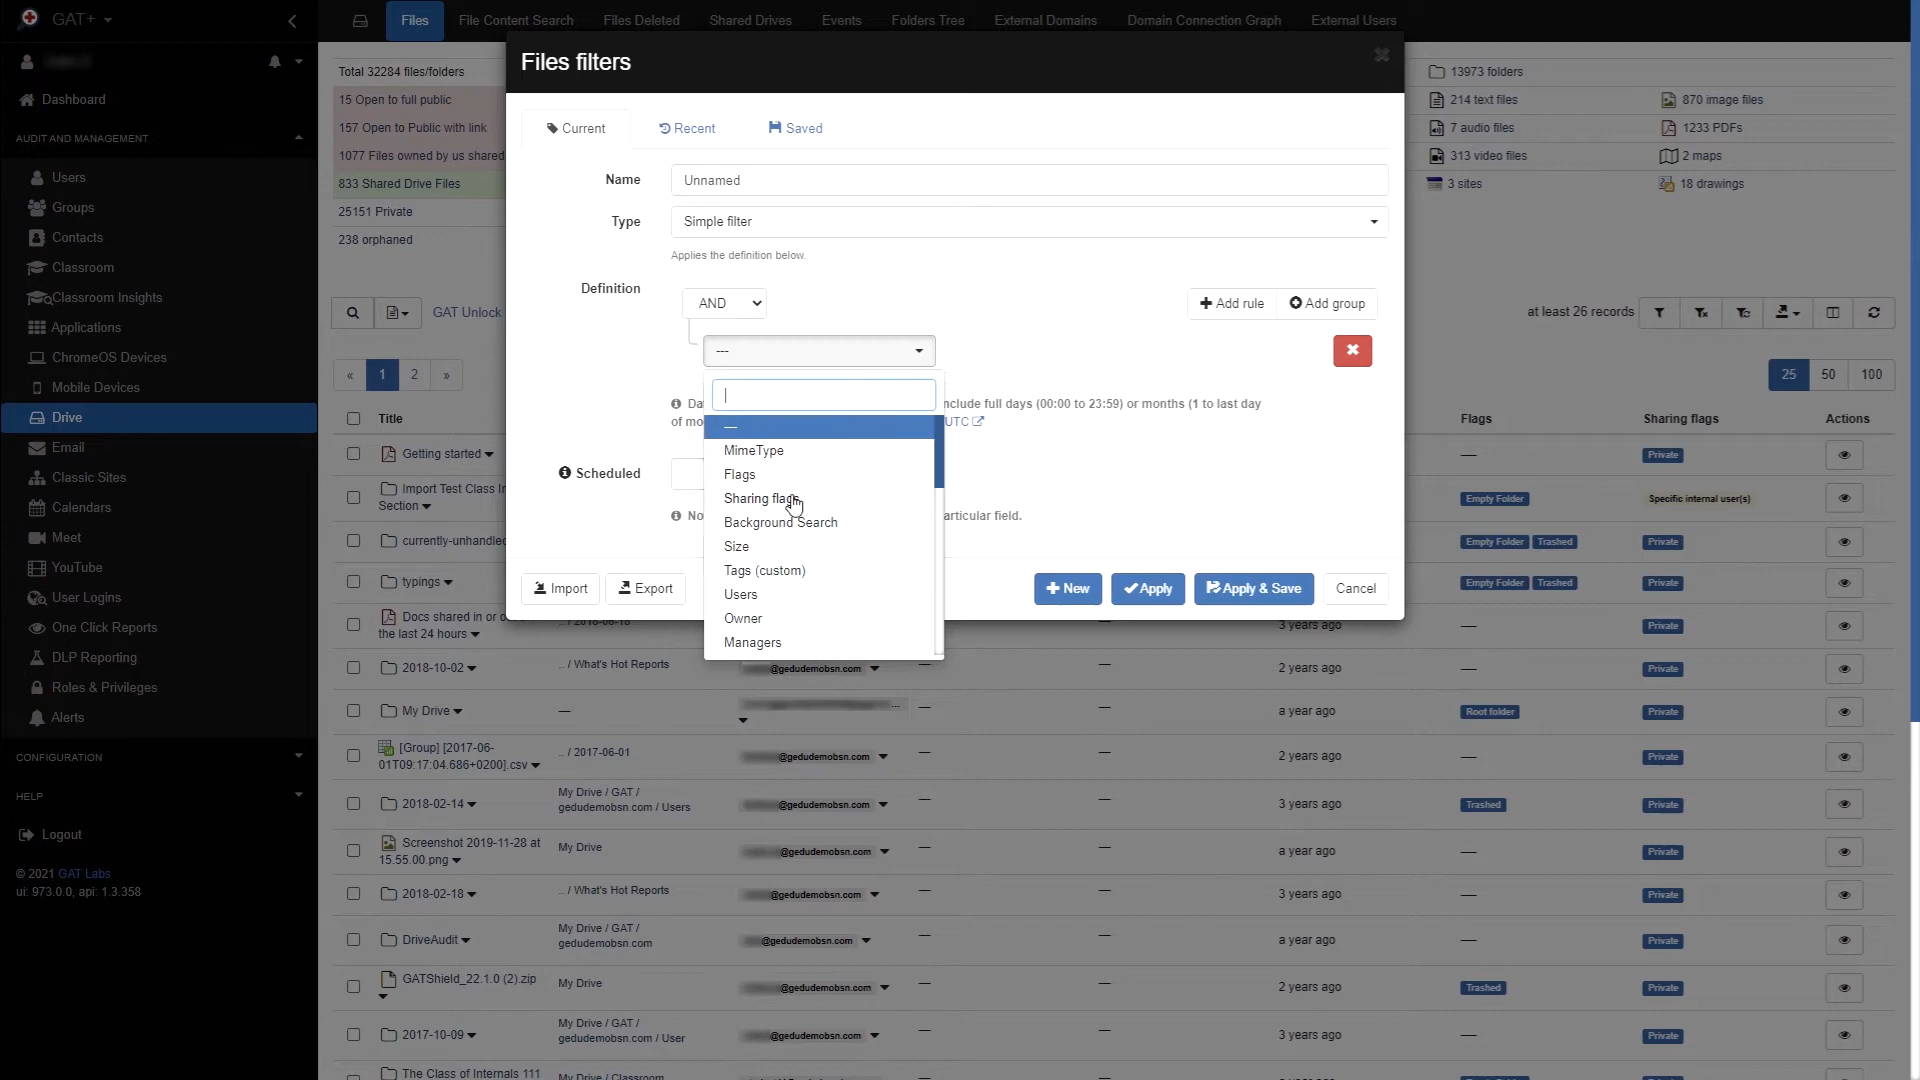 GAT+
Files
File Content Search
Files Deleted
Shared Drives
Events
Folders Tree
External Domains
Domain Connection Graph
External Users
Dashboard
AUDIT AND MANAGEMENT
Users
Groups
Contacts
Classroom
Classroom Insights
Applications
ChromeOS Devices
Mobile Devices
Drive
Email
Classic Sites
Calendars
Meet
YouTube
User Logins
One Click Reports
DLP Reporting
Roles & Privileges
Alerts
CONFIGURATION
HELP
Logout
© 2021 GAT Labs
ui: 973.0.0, api: 1.3.358
Total 32284 files/folders
15 Open to full public
157 Open to Public with link
1077 Files owned by us shared
833 Shared Drive Files
25151 Private
238 orphaned
13973 folders
214 text files
870 image files
7 audio files
1233 PDFs
313 video files
2 maps
3 sites
18 drawings
Files filters
Current
Recent
Saved
Name
Unnamed
Type
Simple filter
Applies the definition below.
Definition
AND
Add rule
Add group
---
nclude full days (00:00 to 23:59) or months (1 to last day
of mo
UTC
—
MimeType
Flags
Sharing flags
Background Search
Size
Tags (custom)
Users
Owner
Managers
Scheduled
No
articular field.
Import
Export
New
Apply
Apply & Save
Cancel
GAT Unlock
at least 26 records
« 1 2 »
25 50 100
Title
Flags
Sharing flags
Actions
Getting started
—
Private
Import Test Class In
Section
Empty Folder
Specific internal user(s)
currently-unhandled
Empty Folder Trashed
Private
typings
Empty Folder Trashed
Private
Docs shared in or o
the last 24 hours
3 years ago
—
Private
2018-10-02
.. / What's Hot Reports
@gedudemobsn.com
—
—
2 years ago
—
Private
My Drive
—
...
—
—
a year ago
Root folder
Private
[Group] [2017-06-
01T09:17:04.686+0200].csv
.. / 2017-06-01
@gedudemobsn.com
—
—
2 years ago
—
Private
2018-02-14
My Drive / GAT /
gedudemobsn.com / Users
@gedudemobsn.com
—
—
3 years ago
Trashed
Private
Screenshot 2019-11-28 at
15.55.00.png
My Drive
@gedudemobsn.com
—
—
a year ago
—
Private
2018-02-18
.. / What's Hot Reports
@gedudemobsn.com
—
—
3 years ago
—
Private
DriveAudit
My Drive / GAT /
gedudemobsn.com
@gedudemobsn.com
—
—
a year ago
—
Private
GATShield_22.1.0 (2).zip
My Drive
@gedudemobsn.com
—
—
2 years ago
Trashed
Private
2017-10-09
My Drive / GAT /
gedudemobsn.com / User
@gedudemobsn.com
—
—
3 years ago
—
Private
The Class of Internals 111
My Drive / Classroom